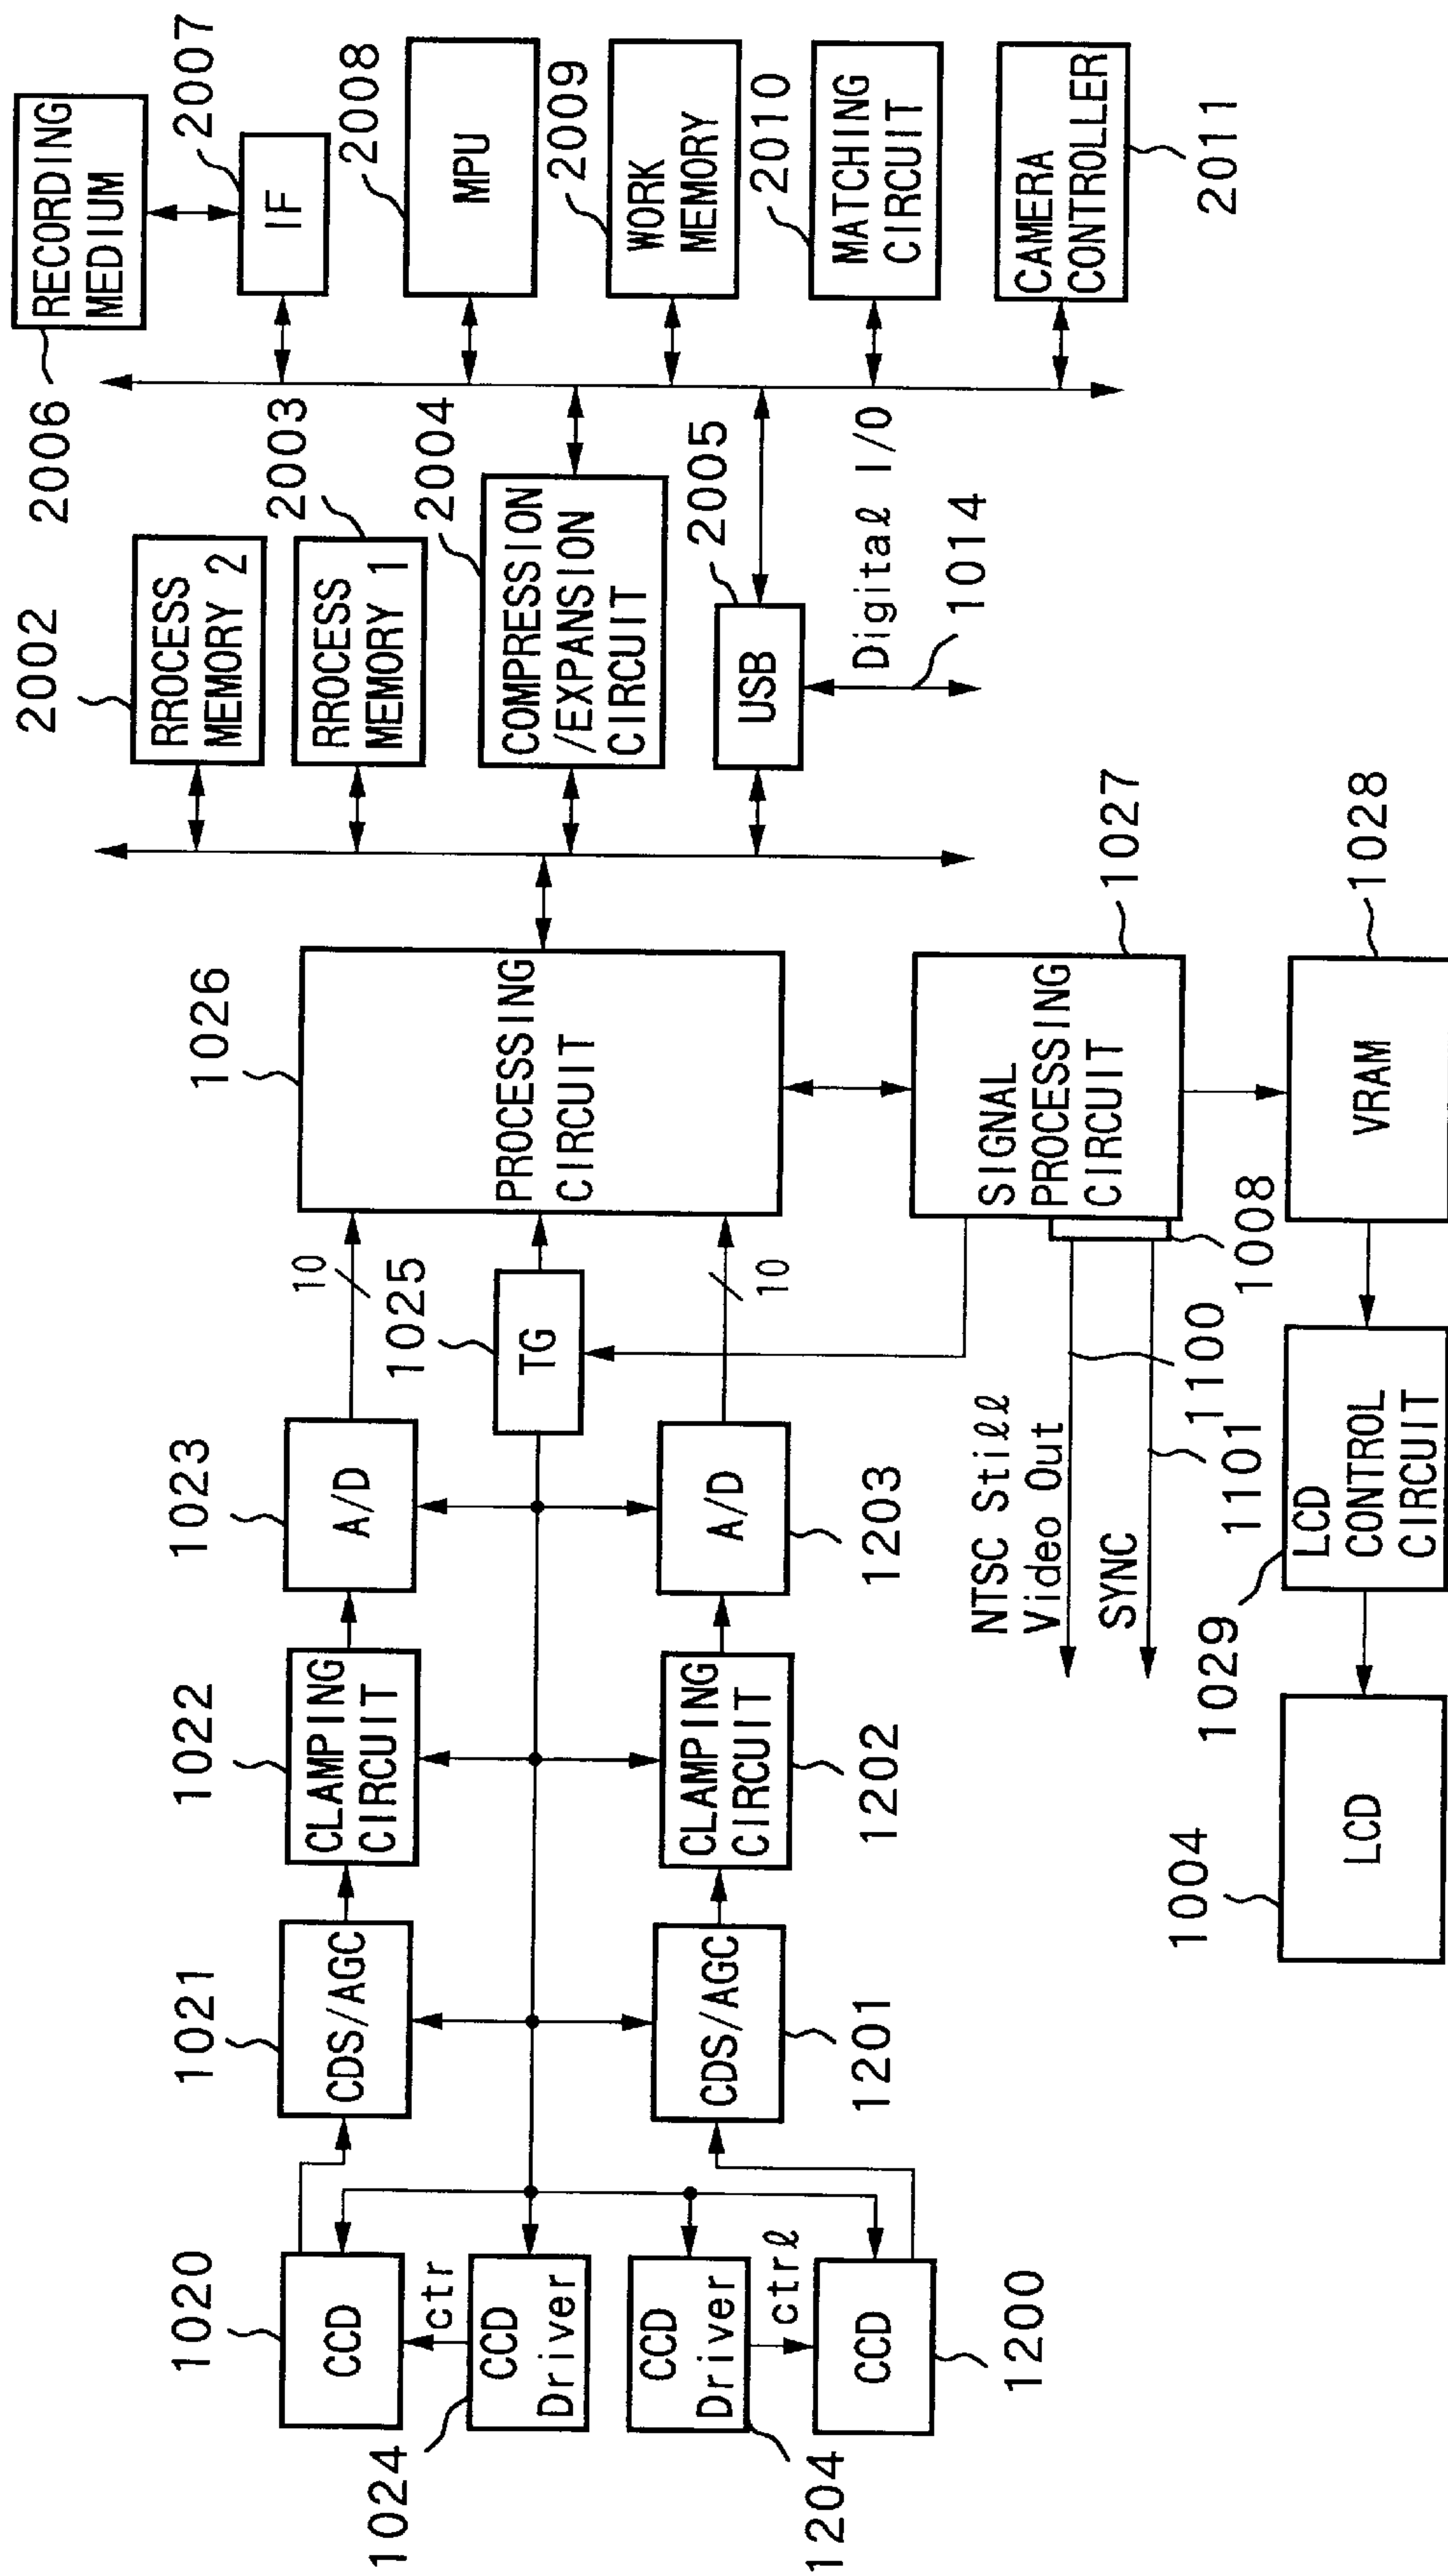 2006
RECORDING
MEDIUM
2007
IF
2008
MPU
2009
WORK
MEMORY
2010
MATCHING
CIRCUIT
CAMERA
CONTROLLER
2011
2002
RROCESS
MEMORY 2
2003
RROCESS
MEMORY 1
2004
COMPRESSION
/EXPANSION
CIRCUIT
2005
USB
Digital I/O
1014
1026
PROCESSING
CIRCUIT
10
10
1025
TG
SIGNAL
PROCESSING
CIRCUIT
1027
1008
VRAM
1028
1100
1101
NTSC Still
Video Out
SYNC
1029
LCD
CONTROL
CIRCUIT
1004
LCD
1023
A/D
A/D
1203
1022
CLAMPING
CIRCUIT
CLAMPING
CIRCUIT
1202
1021
CDS/AGC
CDS/AGC
1201
1020
CCD
ctr
1024
CCD
Driver
CCD
Driver
1204
ctrl
CCD
1200